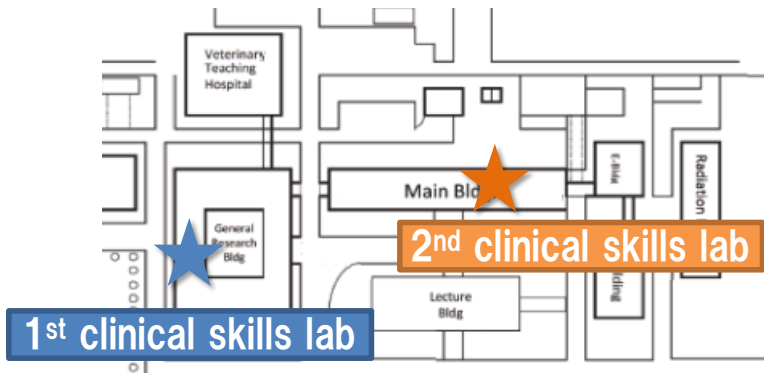 Veterinary
Teaching
Hospital
Main Bld
E-Bldg
Radiation
General
Research
Bldg
2nd clinical skills lab
Lecture
Bldg
1st clinical skills lab